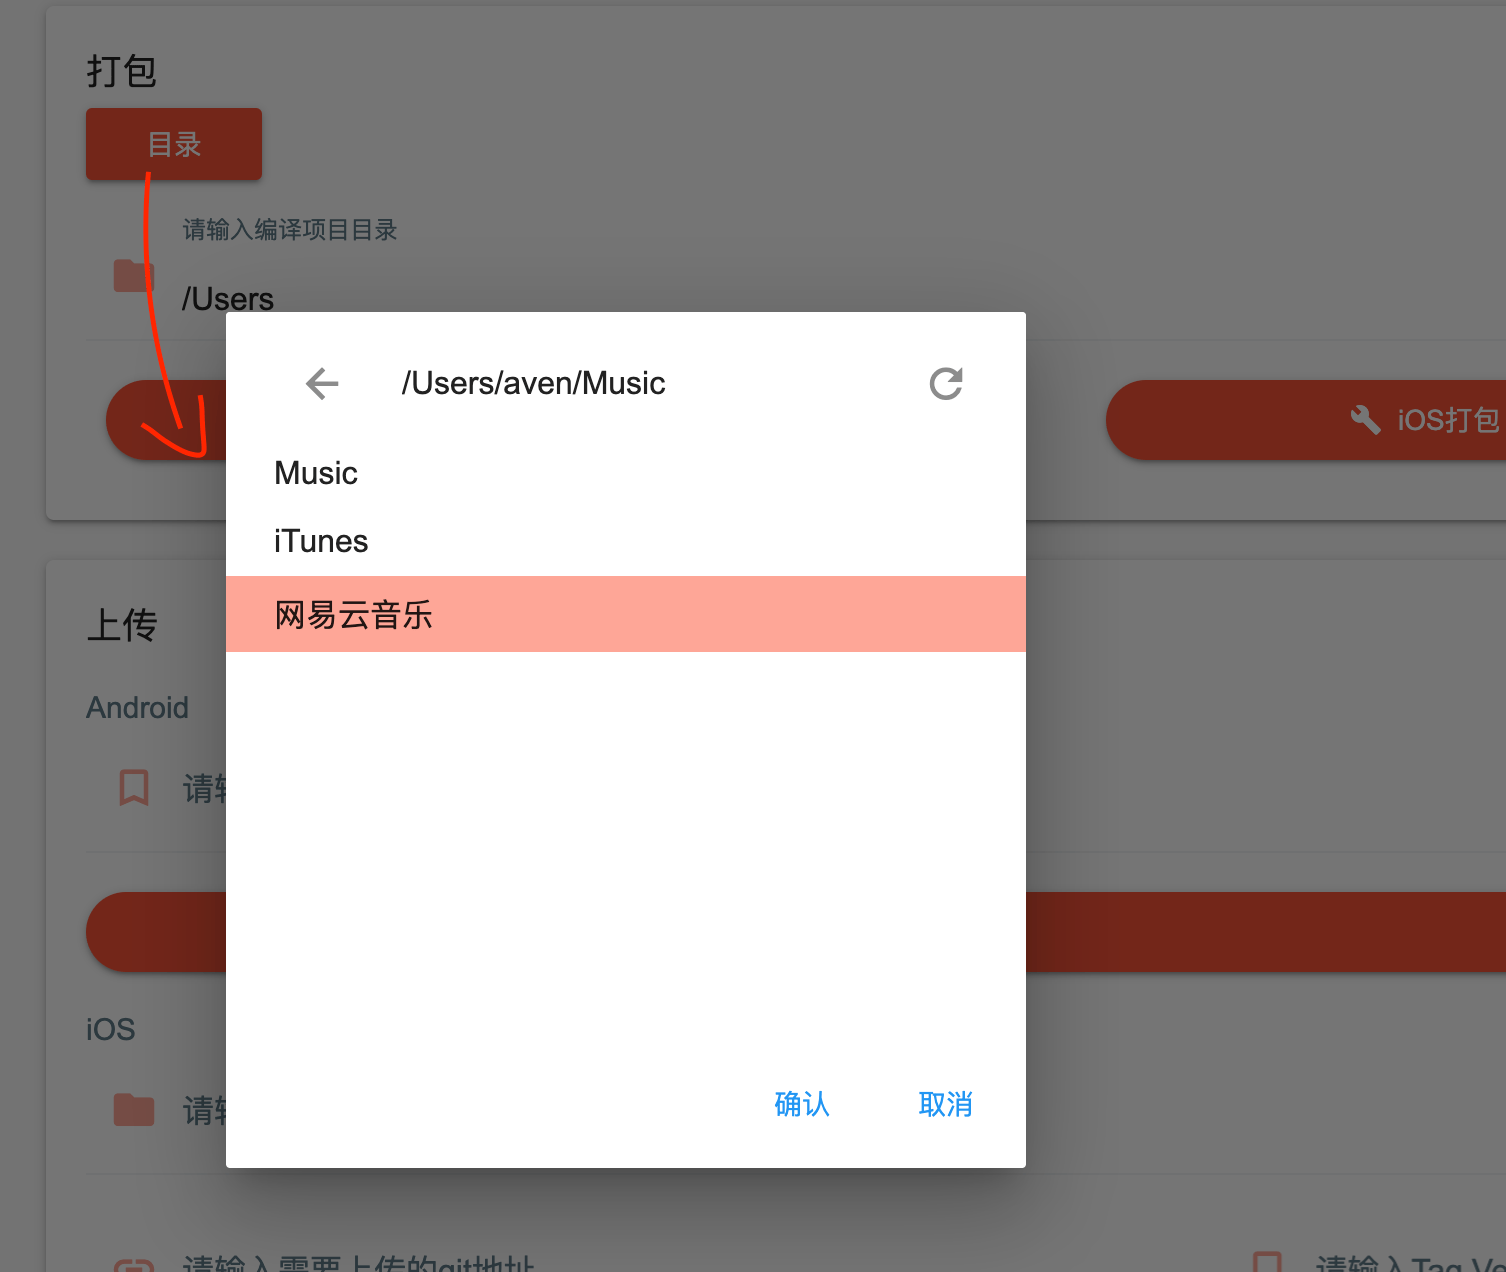 打包
目录
请输入编译项目目录
/Users
/Users/aven/Music
iOS打包
Music
iTunes
网易云音乐
上传
Android
请
iOS
请
确认
取消
请输入需要上传的git地址
请输入Tag Ve